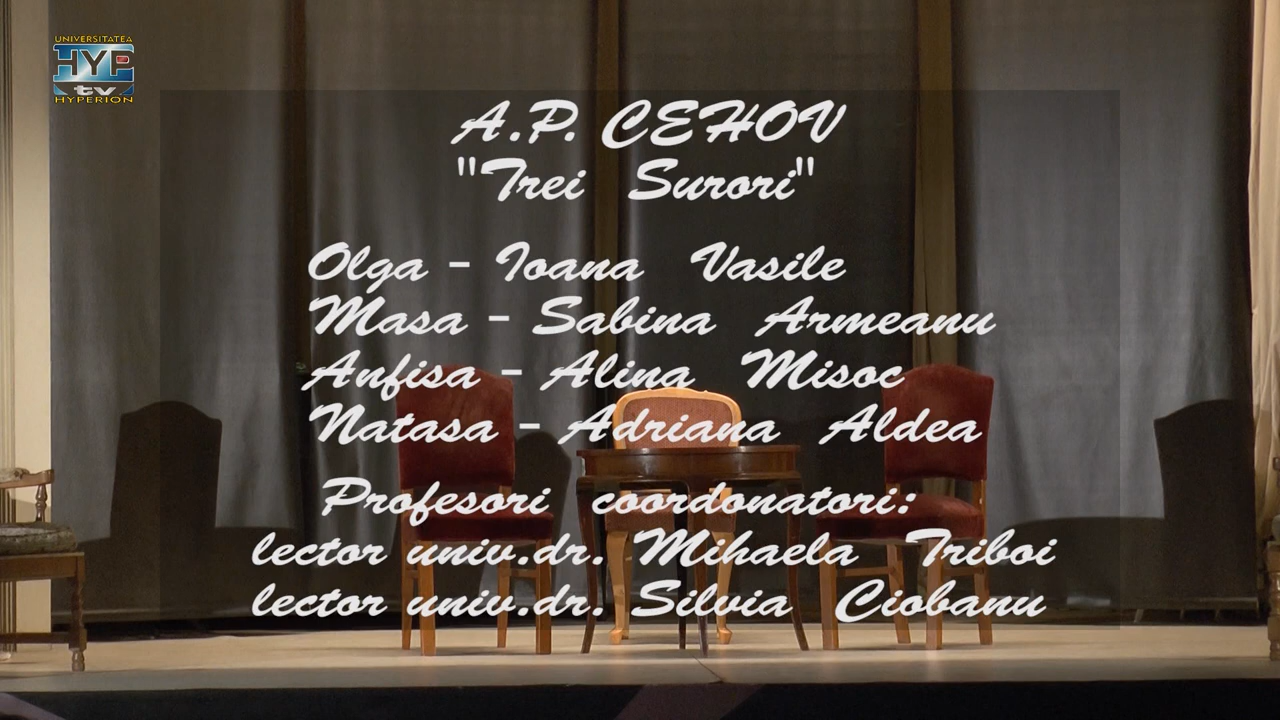 UNIVERSITATEA
HYP
tv
HYPERION
A.P. CEHOV
"Trei Surori"
Olga - Ioana Vasile
Masa - Sabina Armeanu
Anfisa - Alina Misoc
Natasa - Adriana Aldea
Profesori coordonatori:
lector univ.dr. Mihaela Triboi
lector univ.dr. Silvia Ciobanu